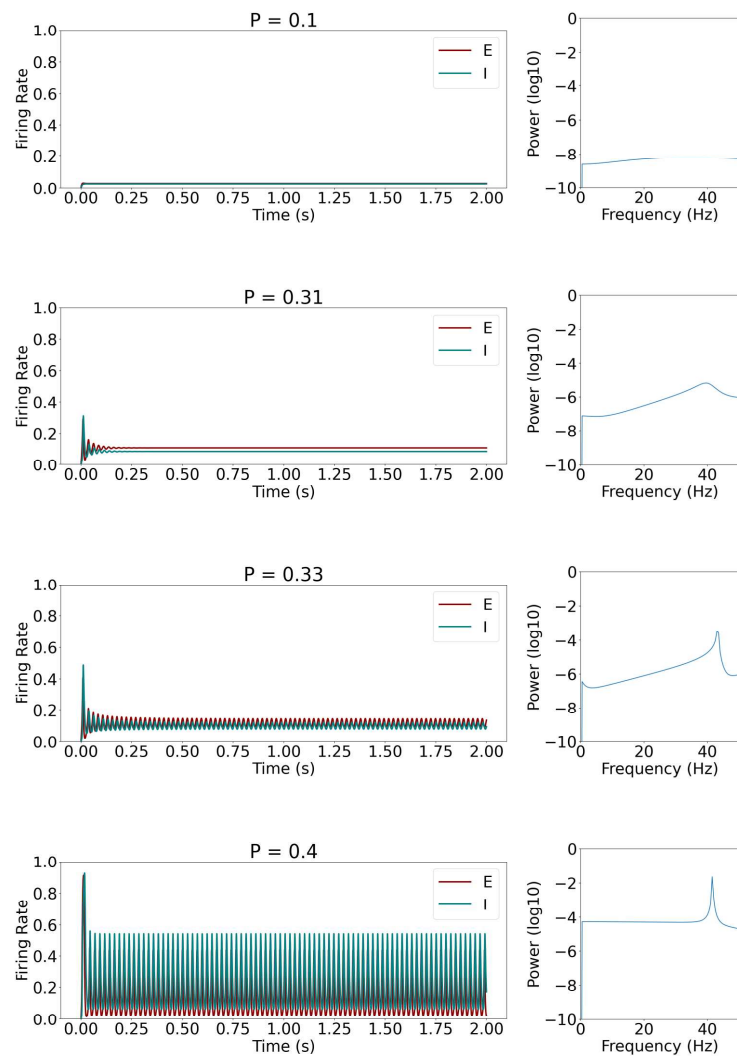 P = 0.1
1.0
0.8
0.6
0.4
0.2
0.0
Firing Rate
E
I
0.00 0.25 0.50 0.75 1.00 1.25 1.50 1.75 2.00
Time (s)
0
−2
−4
−6
−8
−10
Power (log10)
0 20 40
Frequency (Hz)
P = 0.31
1.0
0.8
0.6
0.4
0.2
0.0
Firing Rate
E
I
0.00 0.25 0.50 0.75 1.00 1.25 1.50 1.75 2.00
Time (s)
0
−2
−4
−6
−8
−10
Power (log10)
0 20 40
Frequency (Hz)
P = 0.33
1.0
0.8
0.6
0.4
0.2
0.0
Firing Rate
E
I
0.00 0.25 0.50 0.75 1.00 1.25 1.50 1.75 2.00
Time (s)
0
−2
−4
−6
−8
−10
Power (log10)
0 20 40
Frequency (Hz)
P = 0.4
1.0
0.8
0.6
0.4
0.2
0.0
Firing Rate
E
I
0.00 0.25 0.50 0.75 1.00 1.25 1.50 1.75 2.00
Time (s)
0
−2
−4
−6
−8
−10
Power (log10)
0 20 40
Frequency (Hz)